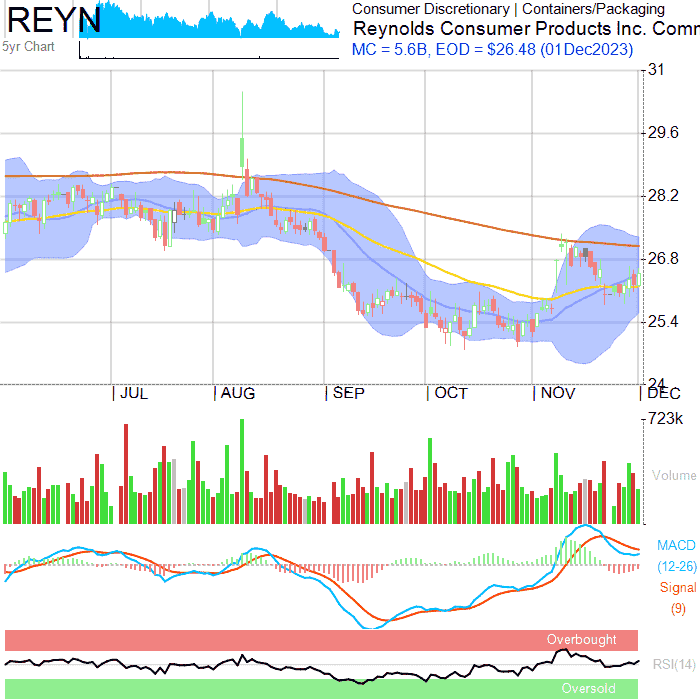 REYN
5yr Chart
Consumer Discretionary | Containers/Packaging
Reynolds Consumer Products Inc. Comm
MC = 5.6B, EOD = $26.48 (01Dec2023)
31
29.6
28.2
26.8
25.4
24
JUL
AUG
SEP
OCT
NOV
DEC
723k
Volume
MACD
(12-26)
Signal
(9)
Overbought
RSI(14)
Oversold